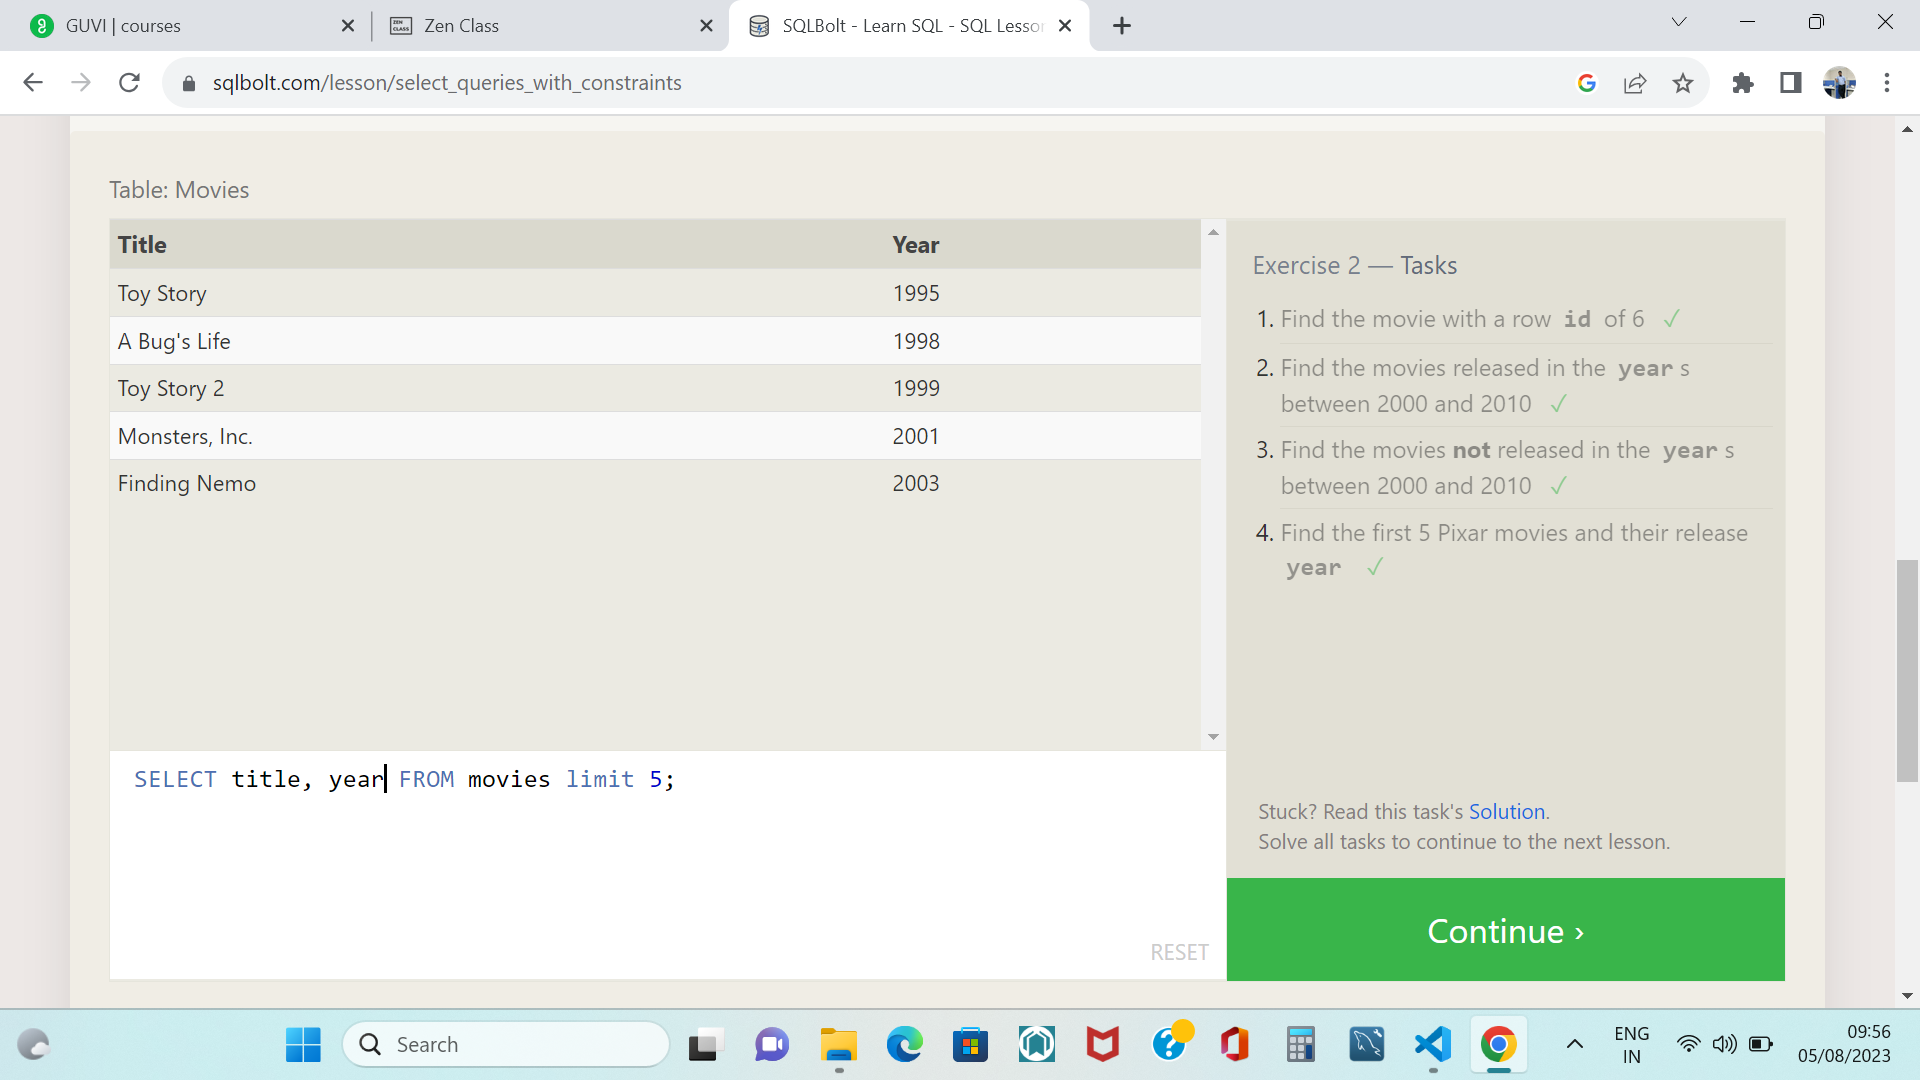 GUVI | courses
Zen Class
SQLBolt - Learn SQL - SQL Lesson
sqlbolt.com/lesson/select_queries_with_constraints
Table: Movies
Title Year
Toy Story 1995
A Bug's Life 1998
Toy Story 2 1999
Monsters, Inc. 2001
Finding Nemo 2003
Exercise 2 — Tasks
1. Find the movie with a row id of 6 ✓
2. Find the movies released in the year s
between 2000 and 2010 ✓
3. Find the movies not released in the year s
between 2000 and 2010 ✓
4. Find the first 5 Pixar movies and their release
year ✓
SELECT title, year FROM movies limit 5;
RESET
Stuck? Read this task's Solution.
Solve all tasks to continue to the next lesson.
Continue ›
Search
ENG
IN
09:56
05/08/2023